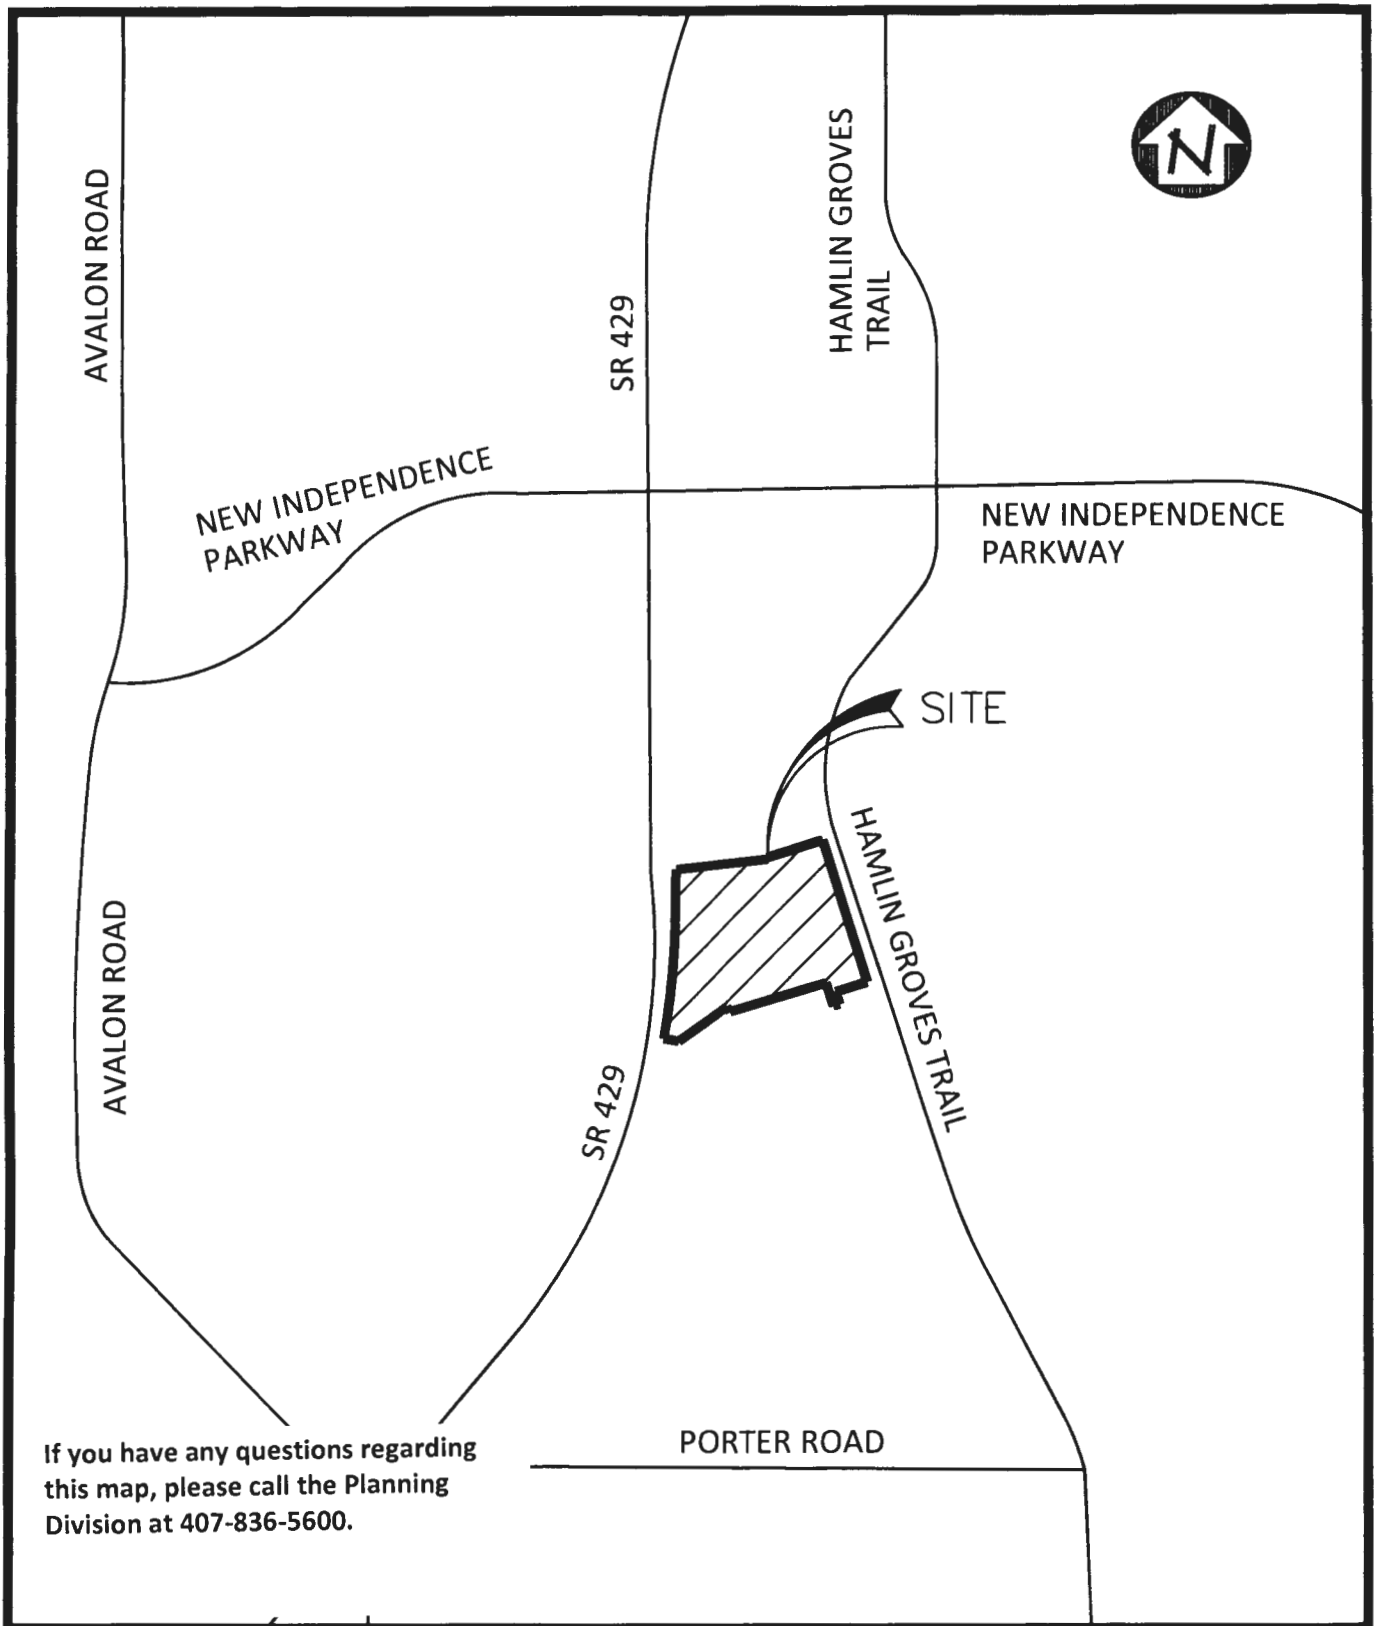 HAMLIN GROVES
TRAIL
N
AVALON ROAD
SR 429
NEW INDEPENDENCE
PARKWAY
NEW INDEPENDENCE
PARKWAY
SITE
HAMLIN GROVES TRAIL
AVALON ROAD
SR 429
PORTER ROAD
If you have any questions regarding
this map, please call the Planning
Division at 407-836-5600.